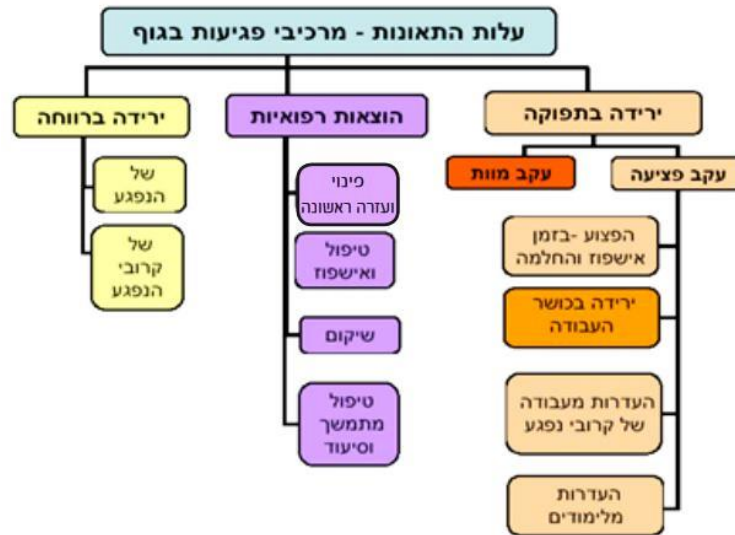 עלות התאונות - מרכיבי פגיעות בגוף
ירידה בתפוקה
עקב פציעה
הפצוע -בזמן
אישפוז והחלמה
ירידה בכושר
העבודה
העדרות מעבודה
של קרובי נפגע
העדרות
מלימודים
עקב מוות
הוצאות רפואיות
פינוי
ועזרה ראשונה
טיפול
ואישפוז
שיקום
טיפול
מתמשך
וסיעוד
ירידה ברווחה
של
הנפגע
של
קרובי
הנפגע